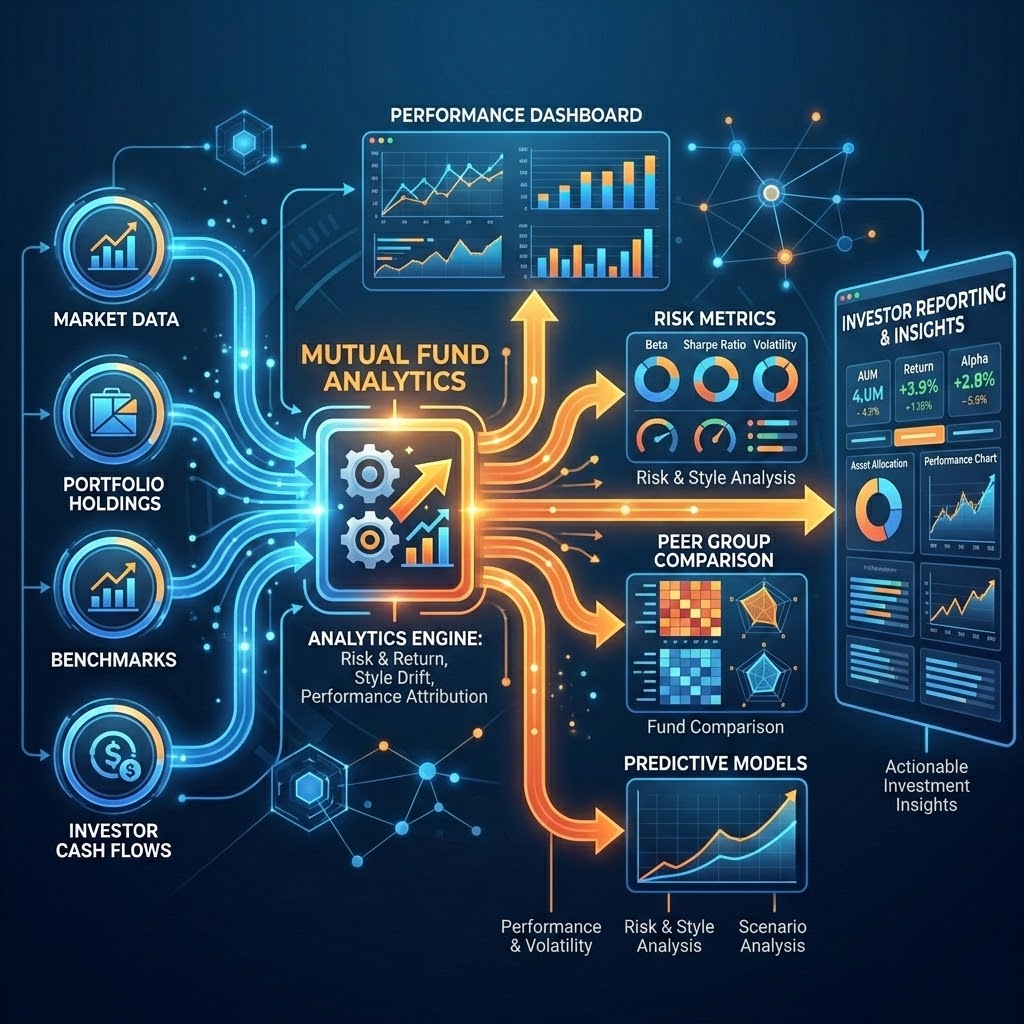 PERFORMANCE DASHBOARD
MARKET DATA
PORTFOLIO
HOLDINGS
BENCHMARKS
INVESTOR
CASH FLOWS
MUTUAL FUND
ANALYTICS
ANALYTICS ENGINE:
Risk & Return,
Style Drift,
Performance Attribution
RISK METRICS
Beta Sharpe Ratio Volatility
Risk & Style Analysis
PEER GROUP
COMPARISON
Fund Comparison
PREDICTIVE MODELS
Performance
& Volatility
Risk & Style
Analysis
Scenario
Analysis
INVESTOR REPORTING
& INSIGHTS
AUM
Return
+3.9%
Alpha
+2.8%
Asset Allocation
Performance Chart
Actionable
Investment
Insights